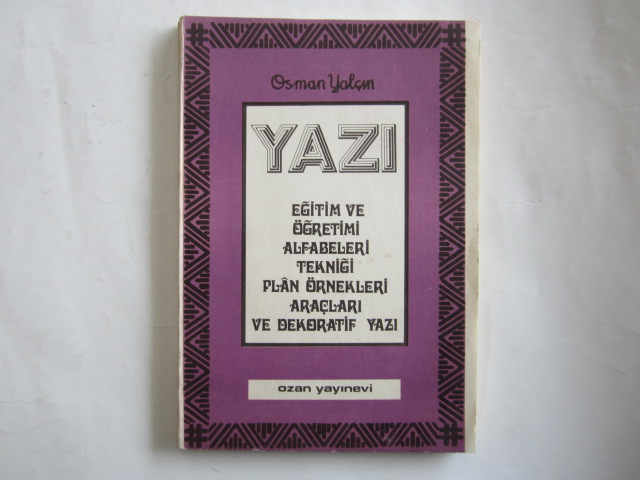 Osman Yalçın
YAZI
EĞİTİM VE
ÖĞRETİMİ
ALFABELERİ
TEKNİĞİ
PLÂN ÖRNEKLERİ
ARAÇLARI
VE DEKORATİF YAZI
ozan yayınevi